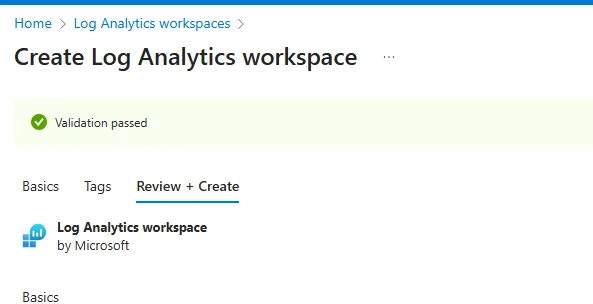 Home > Log Analytics workspaces >
Create Log Analytics workspace ...
Validation passed
Basics Tags Review + Create
Log Analytics workspace
by Microsoft
Basics